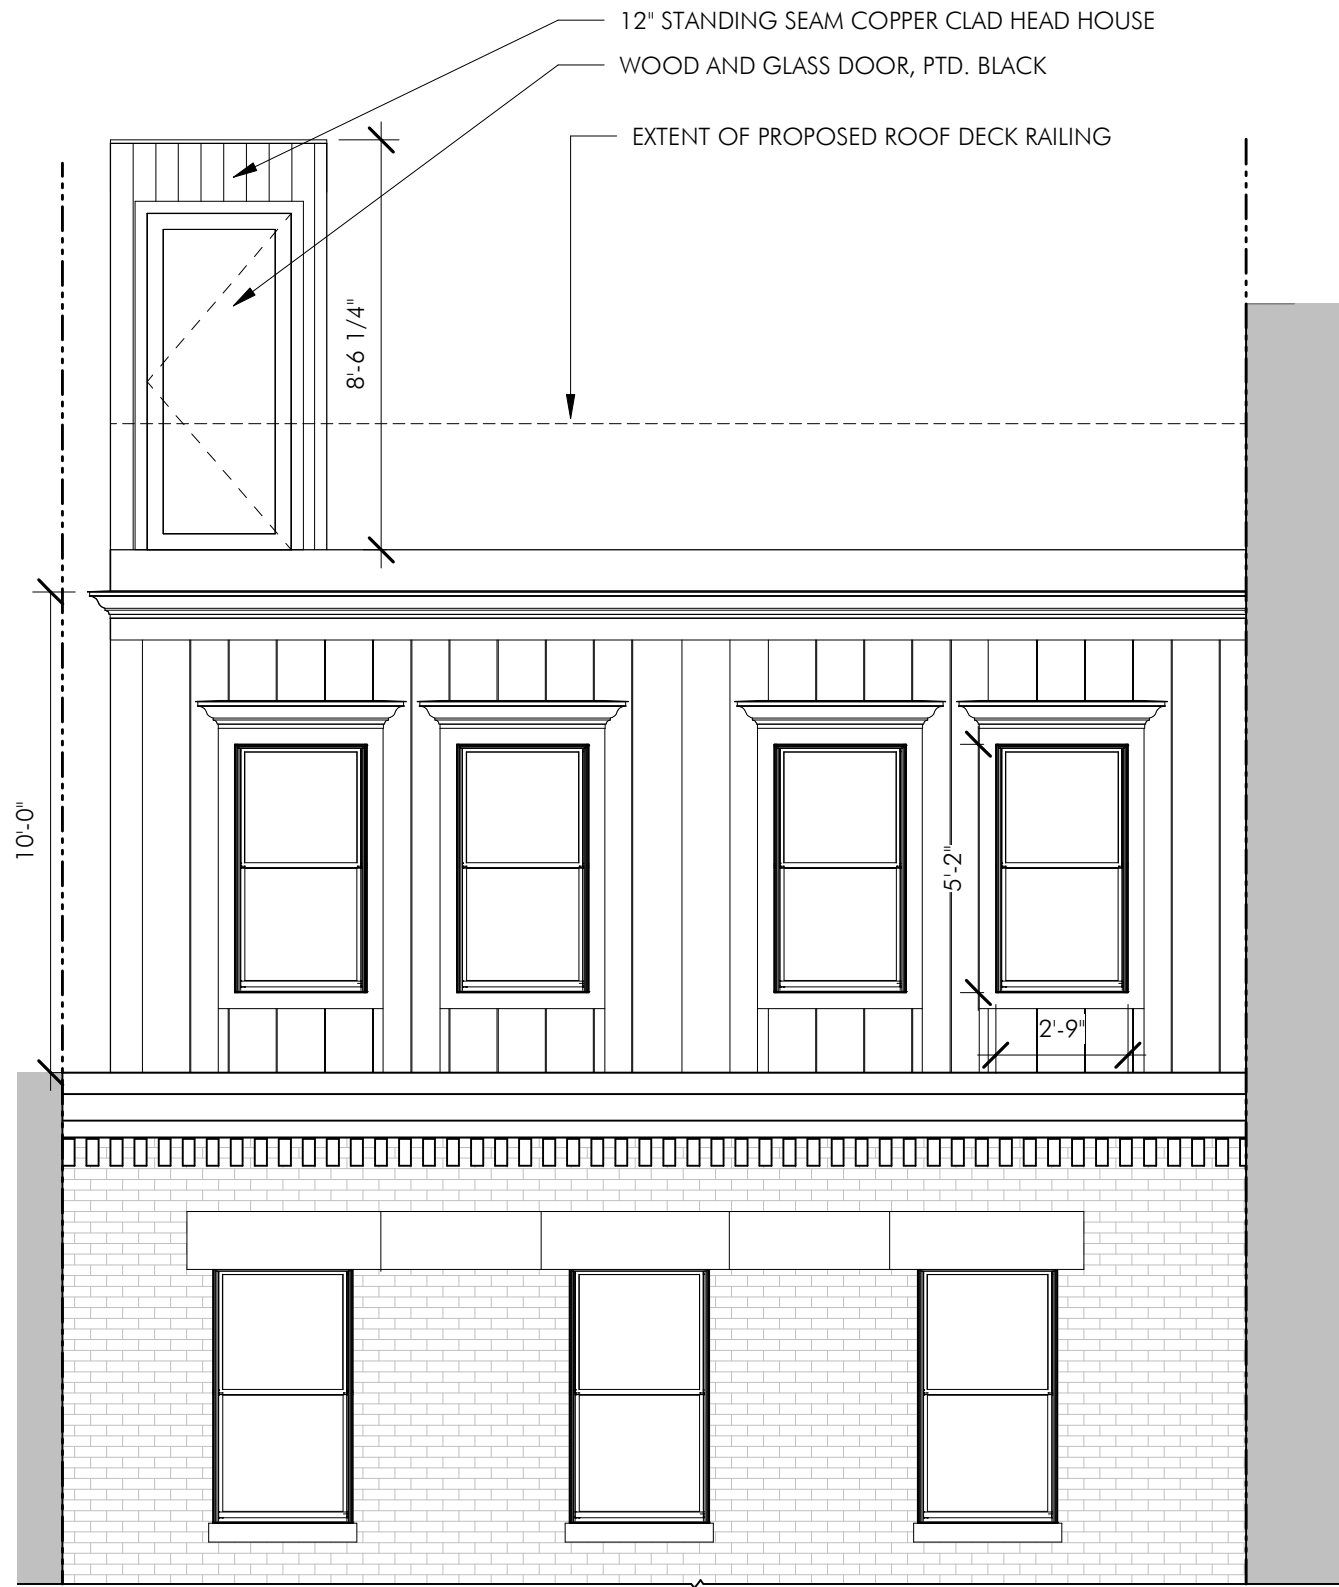 12" STANDING SEAM COPPER CLAD HEAD HOUSE
WOOD AND GLASS DOOR, PTD. BLACK
EXTENT OF PROPOSED ROOF DECK RAILING
8'-6 1/4"
10'-0"
5'-2"
2'-9"